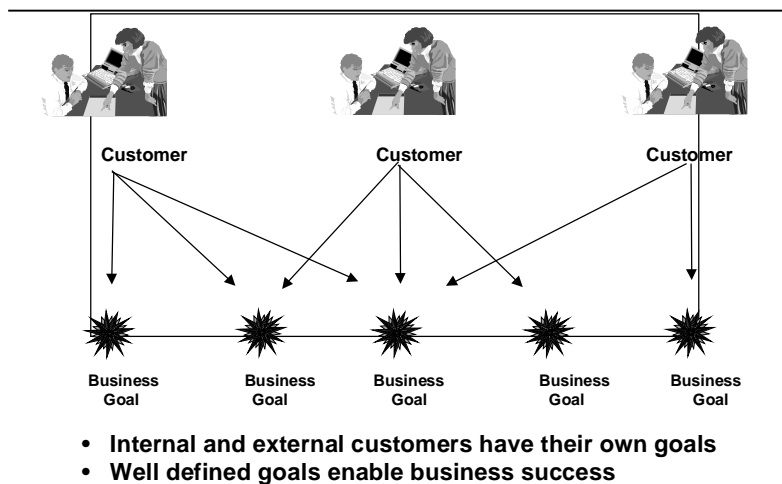 Customer Customer Customer
Business Business Business Business Business
Goal Goal Goal Goal Goal
• Internal and external customers have their own goals
• Well defined goals enable business success